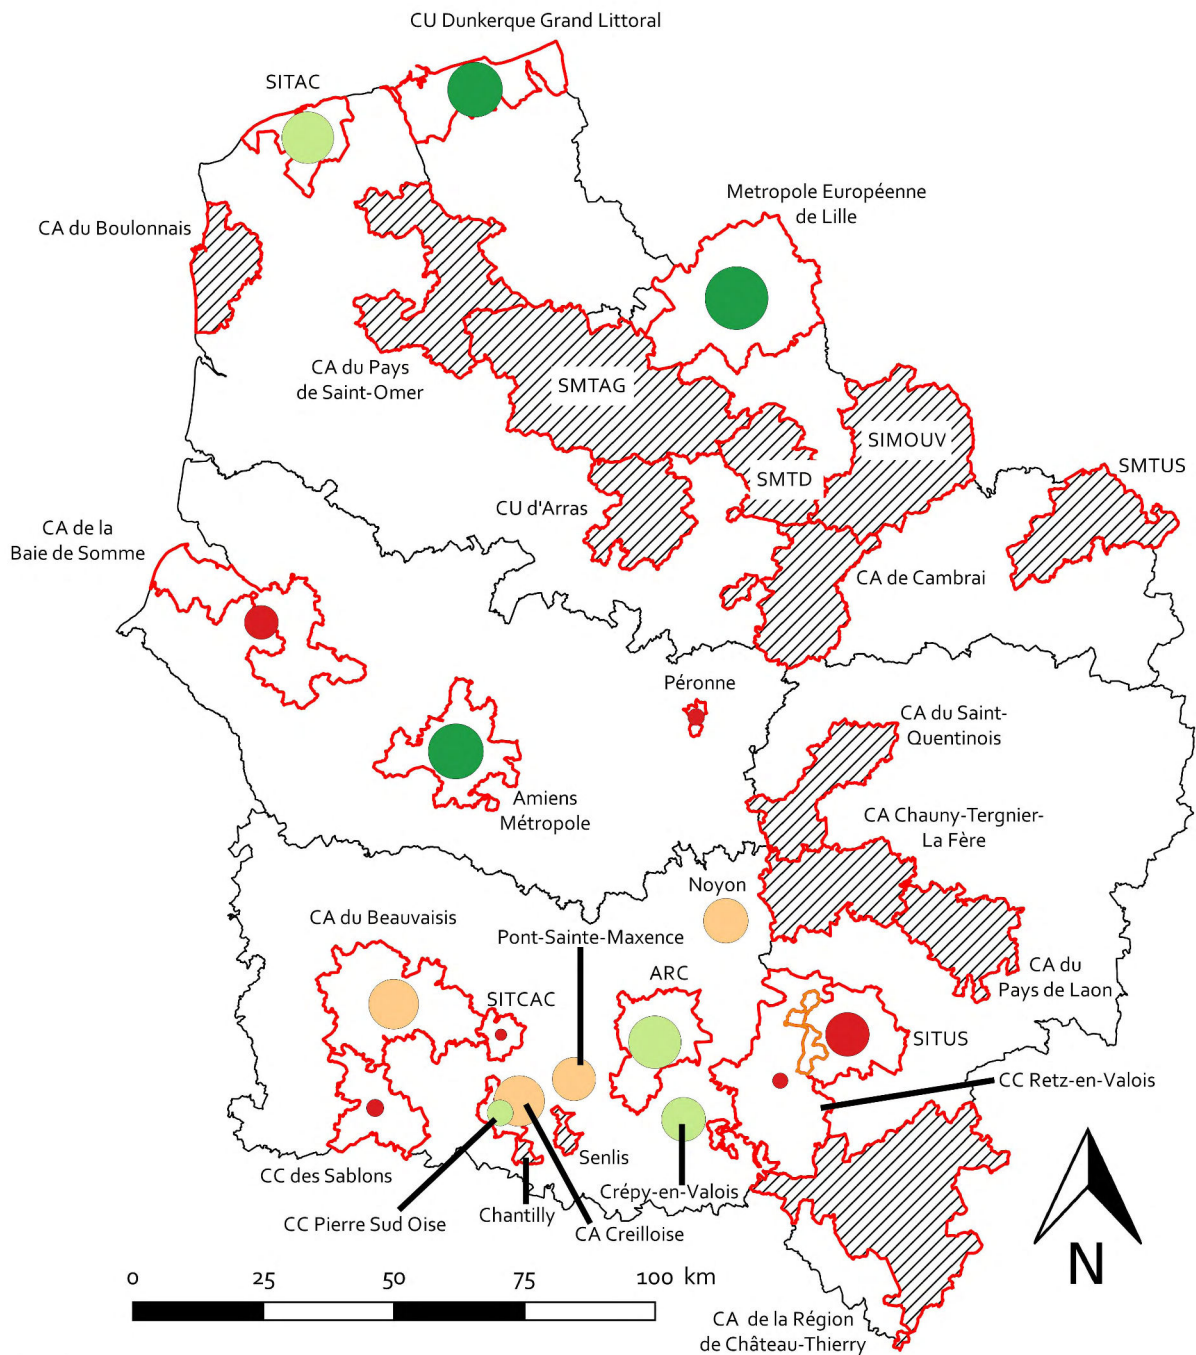 CU Dunkerque Grand Littoral
SITAC
Metropole Européenne
de Lille
CA du Boulonnais
CA du Pays
de Saint-Omer
SMTAG
SIMOUV
SMTD
SMTUS
CU d'Arras
CA de la
Baie de Somme
CA de Cambrai
Péronne
CA du Saint-
Quentinois
Amiens
Métropole
CA Chauny-Tergnier-
La Fère
Noyon
CA du Beauvaisis
Pont-Sainte-Maxence
ARC
SITCAC
CA du
Pays de Laon
SITUS
CC Retz-en-Valois
Senlis
CC des Sablons
Crépy-en-Valois
Chantilly
CC Pierre Sud Oise
CA Creilloise
N
0 25 50 75 100 km
CA de la Région
de Château-Thierry